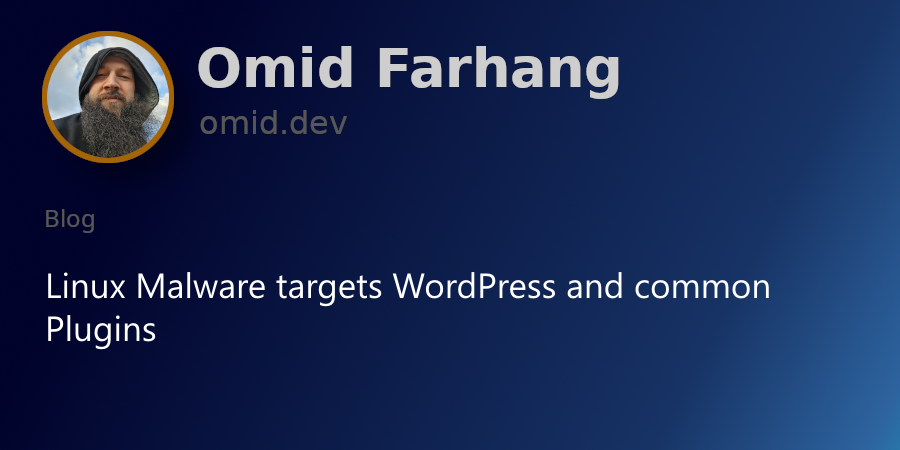 Omid Farhang
omid.dev
Blog
Linux Malware targets WordPress and common
Plugins